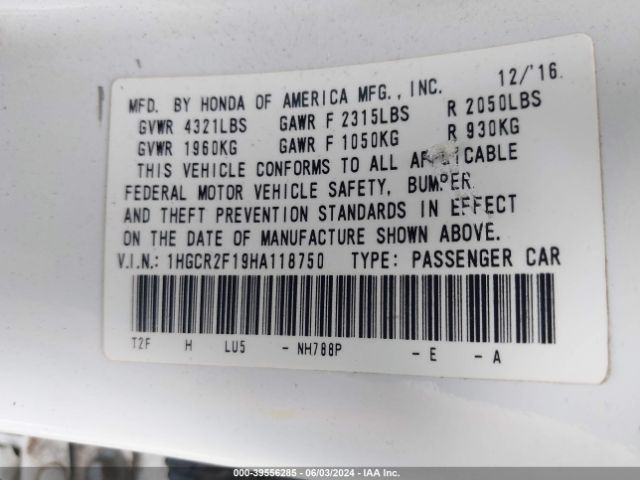 MFD. BY HONDA OF AMERICA MFG., INC. 12/'16
GVWR 4321LBS GAWR F 2315LBS R 2050LBS
GVWR 1960KG GAWR F 1050KG R 930KG
THIS VEHICLE CONFORMS TO ALL APPLICABLE
FEDERAL MOTOR VEHICLE SAFETY, BUMPER,
AND THEFT PREVENTION STANDARDS IN EFFECT
ON THE DATE OF MANUFACTURE SHOWN ABOVE.
V.I.N.: 1HGCR2F19HA118750 TYPE: PASSENGER CAR
T2F H LU5 - NH788P - E - A
000-39556285 - 06/03/2024 - IAAI.com